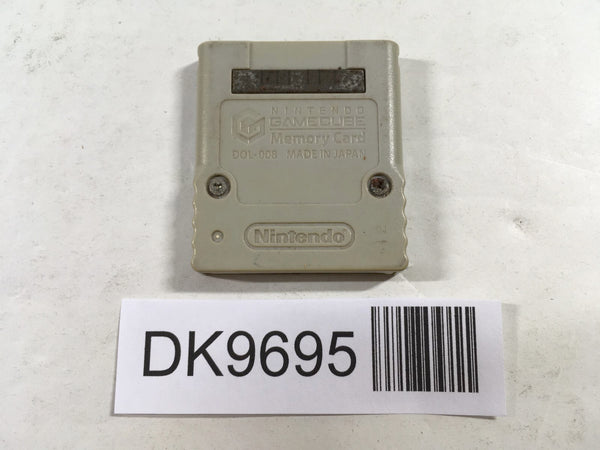 NINTENDO
GAMECUBE
Memory Card
DOL-008 MADE IN JAPAN
Nintendo
DK9695